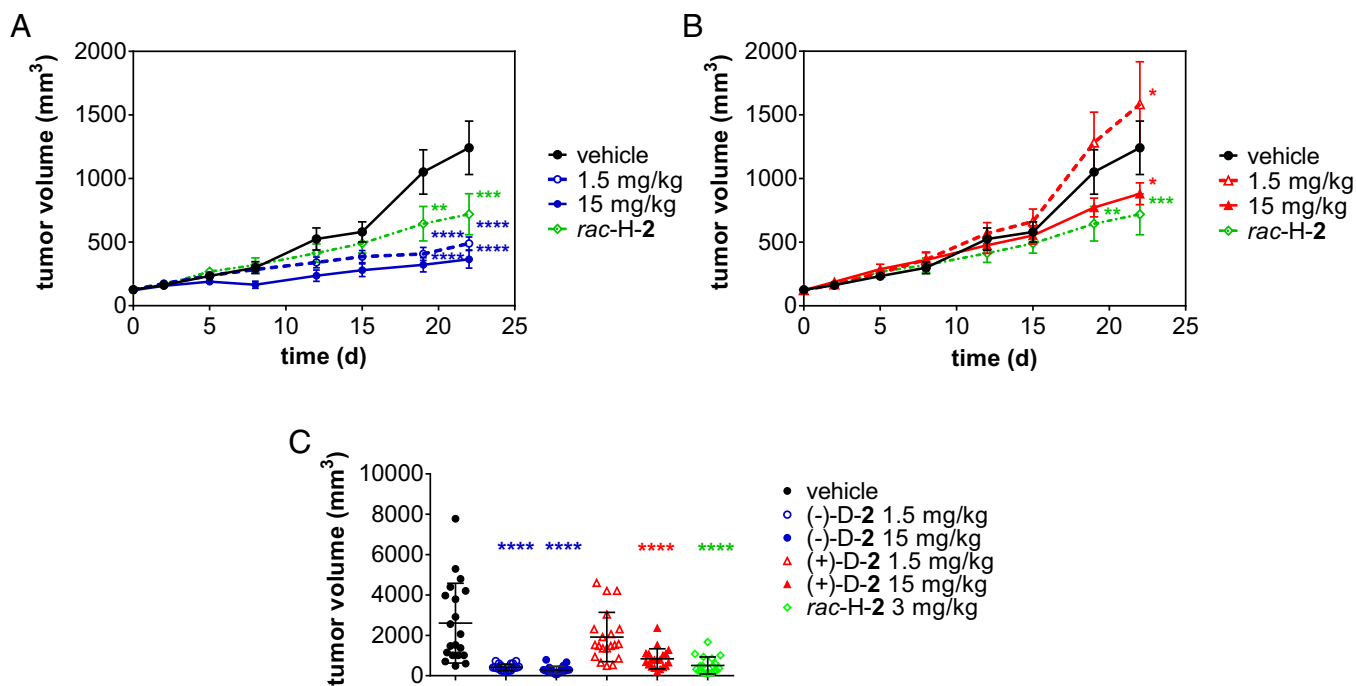 A
tumor volume (mm³)
2000
1500
1000
500
0
0 5 10 15 20 25
time (d)
** *** **** **** **** ****
vehicle
1.5 mg/kg
15 mg/kg
rac-H-2
B
tumor volume (mm³)
2000
1500
1000
500
0
0 5 10 15 20 25
time (d)
* * ** ***
vehicle
1.5 mg/kg
15 mg/kg
rac-H-2
C
tumor volume (mm³)
10000
8000
6000
4000
2000
0
**** **** **** ****
vehicle
(-)-D-2 1.5 mg/kg
(-)-D-2 15 mg/kg
(+)-D-2 1.5 mg/kg
(+)-D-2 15 mg/kg
rac-H-2 3 mg/kg